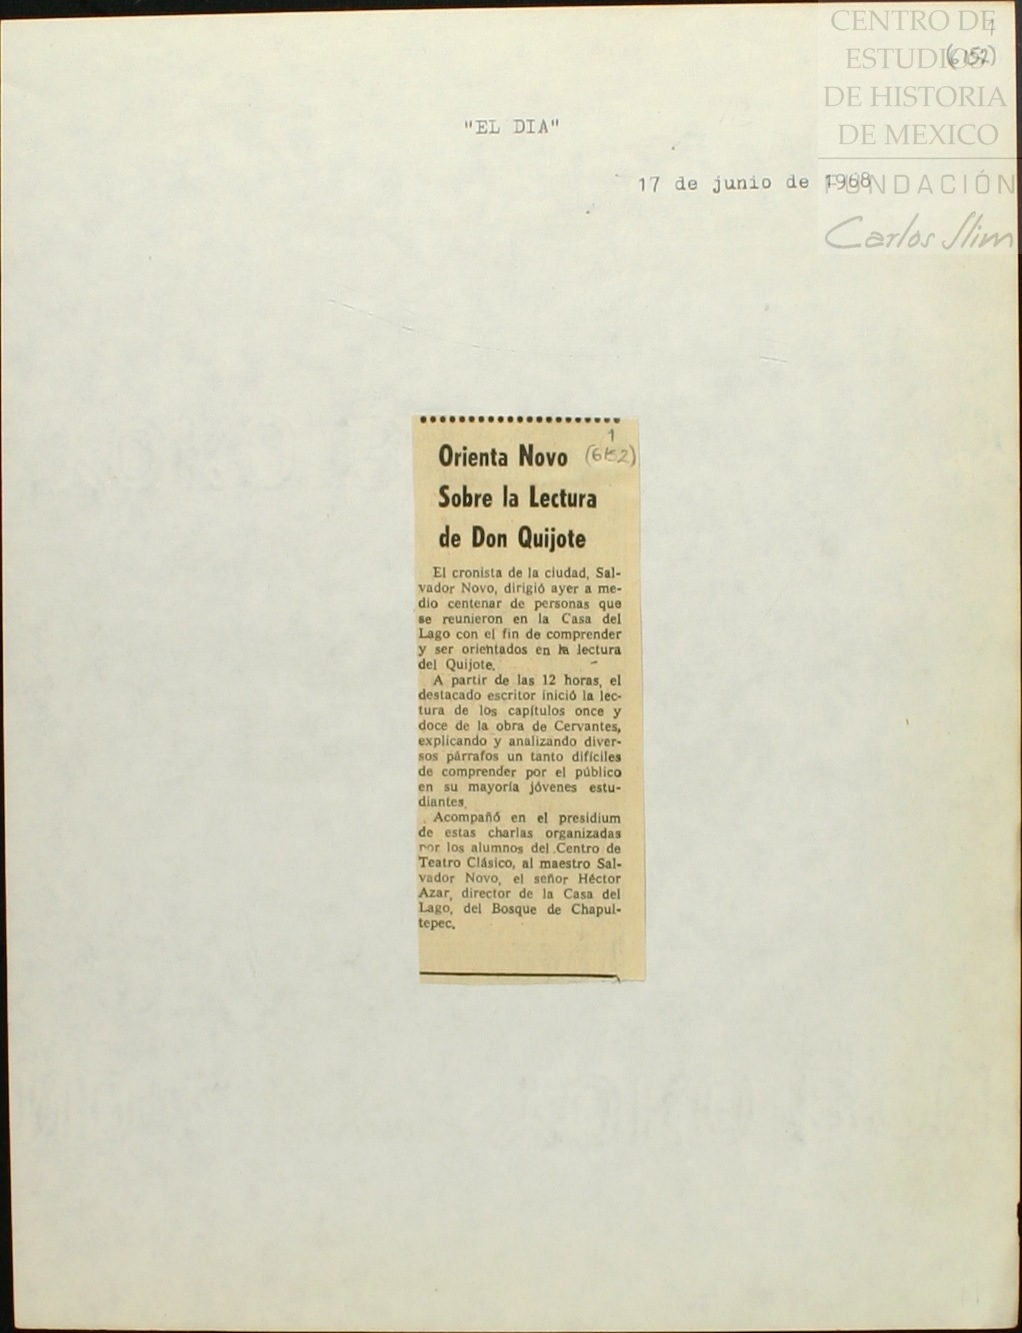 CENTRO DE
ESTUDIOS
DE HISTORIA
DE MEXICO
FUNDACIÓN
Carlos Slim
1
(6152)
"EL DIA"
17 de junio de 1968
1
(6152)
Orienta Novo
Sobre la Lectura
de Don Quijote
El cronista de la ciudad, Sal-
vador Novo, dirigió ayer a me-
dio centenar de personas que
se reunieron en la Casa del
Lago con el fin de comprender
y ser orientados en la lectura
del Quijote.
A partir de las 12 horas, el
destacado escritor inició la lec-
tura de los capítulos once y
doce de la obra de Cervantes,
explicando y analizando diver-
sos párrafos un tanto difíciles
de comprender por el público
en su mayoría jóvenes estu-
diantes.
Acompañó en el presidium
de estas charlas organizadas
por los alumnos del Centro de
Teatro Clásico, al maestro Sal-
vador Novo, el señor Héctor
Azar, director de la Casa del
Lago, del Bosque de Chapul-
tepec.